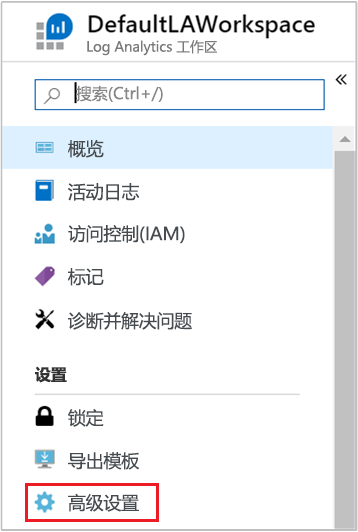 DefaultLAWorkspace
Log Analytics 工作区
搜索(Ctrl+/)
概览
活动日志
访问控制(IAM)
标记
诊断并解决问题
设置
锁定
导出模板
高级设置